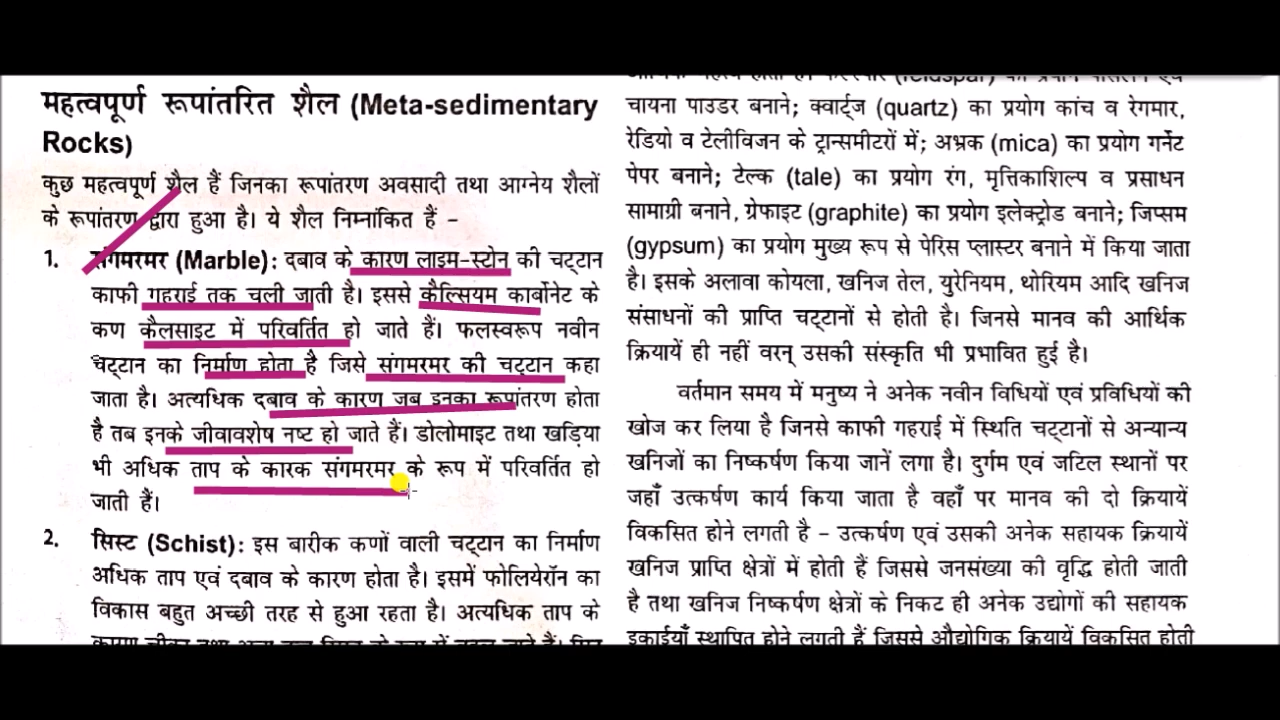 महत्वपूर्ण रूपांतरित शैल (Meta-sedimentary
Rocks)
कुछ महत्वपूर्ण शैल हैं जिनका रूपांतरण अवसादी तथा आग्नेय शैलों
के रूपांतरण द्वारा हुआ है। ये शैल निम्नांकित हैं –
1. संगमरमर (Marble): दबाव के कारण लाइम-स्टोन की चट्टान
काफी गहराई तक चली जाती है। इससे कैल्सियम कार्बोनेट के
कण कैलसाइट में परिवर्तित हो जाते हैं। फलस्वरूप नवीन
चट्टान का निर्माण होता है जिसे संगमरमर की चट्टान कहा
जाता है। अत्यधिक दबाव के कारण जब इनका रूपांतरण होता
है तब इनके जीवावशेष नष्ट हो जाते हैं। डोलोमाइट तथा खड़िया
भी अधिक ताप के कारक संगमरमर के रूप में परिवर्तित हो
जाती हैं।
2. सिस्ट (Schist): इस बारीक कणों वाली चट्टान का निर्माण
अधिक ताप एवं दबाव के कारण होता है। इसमें फोलियेरॉन का
विकास बहुत अच्छी तरह से हुआ रहता है। अत्यधिक ताप के
चायना पाउडर बनाने; क्वार्ट्ज (quartz) का प्रयोग कांच व रेगमार,
रेडियो व टेलीविजन के ट्रान्समीटरों में; अभ्रक (mica) का प्रयोग गर्नेट
पेपर बनाने; टेल्क (tale) का प्रयोग रंग, मृत्तिकाशिल्प व प्रसाधन
सामाग्री बनाने, ग्रेफाइट (graphite) का प्रयोग इलेक्ट्रोड बनाने; जिप्सम
(gypsum) का प्रयोग मुख्य रूप से पेरिस प्लास्टर बनाने में किया जाता
है। इसके अलावा कोयला, खनिज तेल, युरेनियम, थोरियम आदि खनिज
संसाधनों की प्राप्ति चट्टानों से होती है। जिनसे मानव की आर्थिक
क्रियायें ही नहीं वरन् उसकी संस्कृति भी प्रभावित हुई है।
वर्तमान समय में मनुष्य ने अनेक नवीन विधियों एवं प्रविधियों की
खोज कर लिया है जिनसे काफी गहराई में स्थिति चट्टानों से अन्यान्य
खनिजों का निष्कर्षण किया जानें लगा है। दुर्गम एवं जटिल स्थानों पर
जहाँ उत्कर्षण कार्य किया जाता है वहाँ पर मानव की दो क्रियायें
विकसित होने लगती है – उत्कर्षण एवं उसकी अनेक सहायक क्रियायें
खनिज प्राप्ति क्षेत्रों में होती हैं जिससे जनसंख्या की वृद्धि होती जाती
है तथा खनिज निष्कर्षण क्षेत्रों के निकट ही अनेक उद्योगों की सहायक
इकाईयाँ स्थापित होने लगती हैं जिससे औद्योगिक क्रियायें विकसित होती